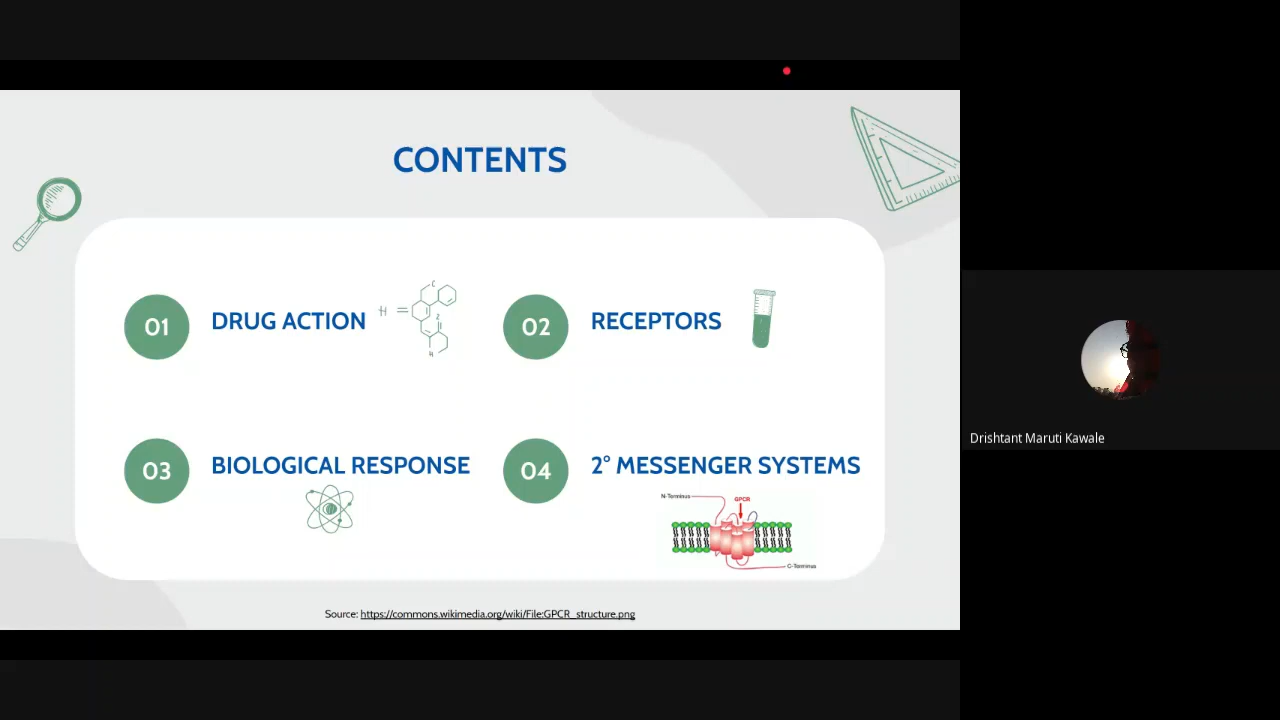 CONTENTS
01 DRUG ACTION
H
C
2
H
02 RECEPTORS
03 BIOLOGICAL RESPONSE
04 2° MESSENGER SYSTEMS
N-Terminus
GPCR
C-Terminus
Source: https://commons.wikimedia.org/wiki/File:GPCR_structure.png
Drishtant Maruti Kawale